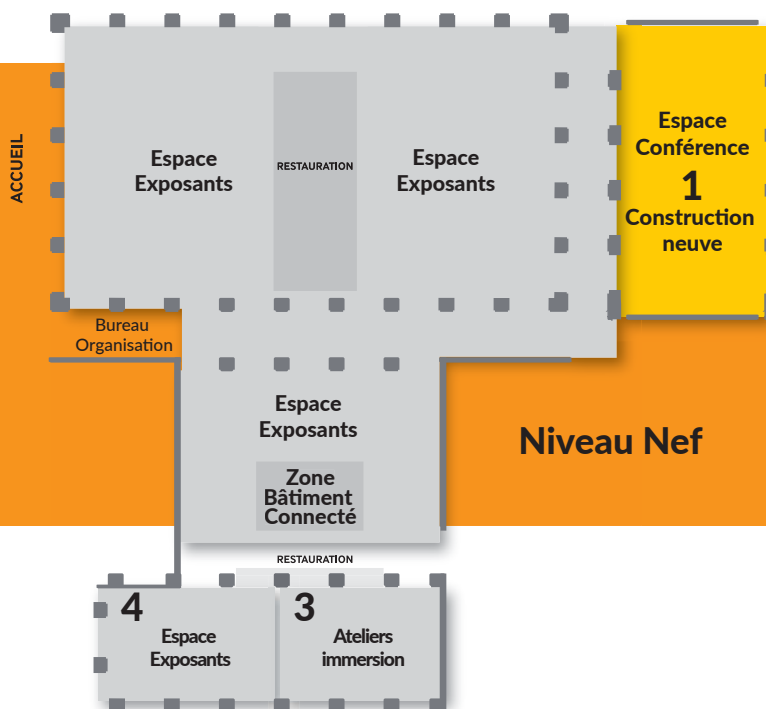 ACCUEIL
Espace
Exposants
RESTAURATION
Espace
Exposants
Espace
Conférence
1
Construction
neuve
Bureau
Organisation
Espace
Exposants
Niveau Nef
Zone
Bâtiment
Connecté
RESTAURATION
4
Espace
Exposants
3
Ateliers
immersion